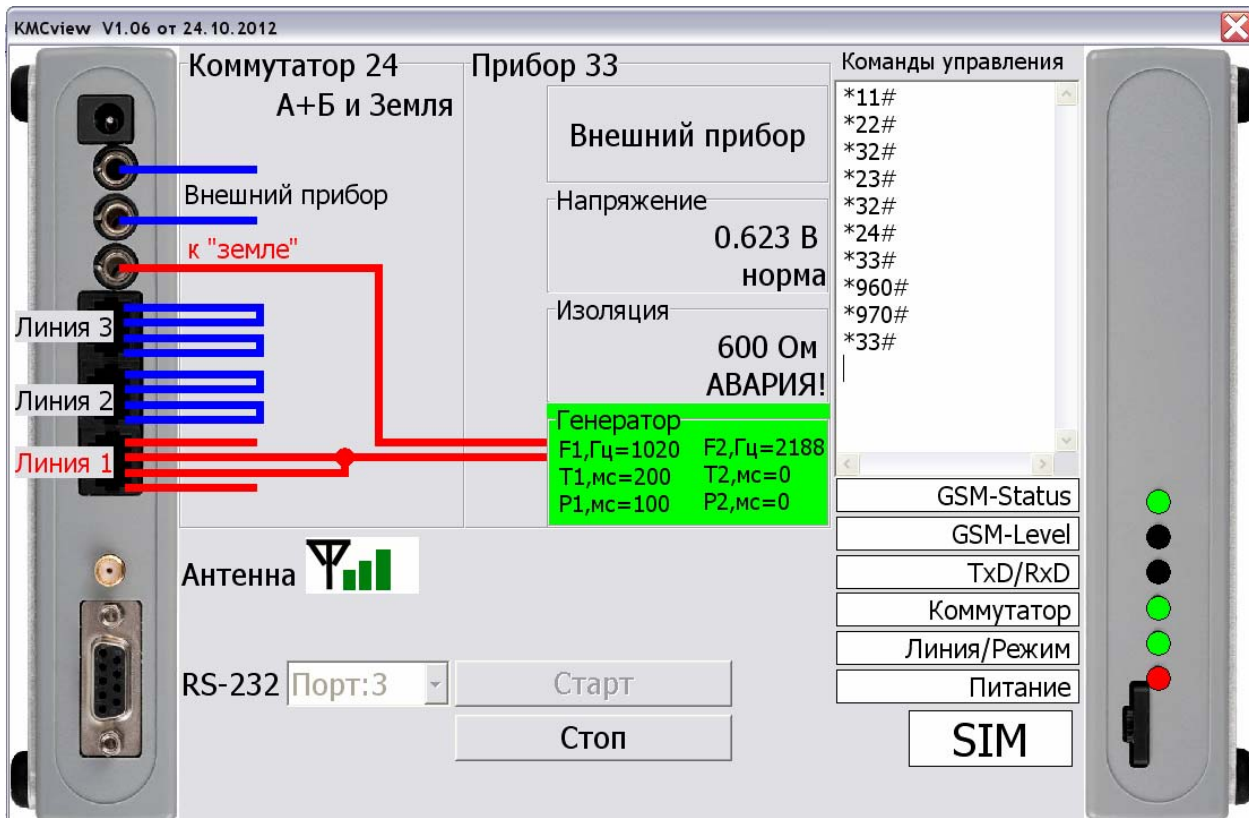 KMCview V1.06 от 24.10.2012
Коммутатор 24
А+Б и Земля
Внешний прибор
к "земле"
Линия 3
Линия 2
Линия 1
Прибор 33
Внешний прибор
Напряжение
0.623 В
норма
Изоляция
600 Ом
АВАРИЯ!
Генератор
F1,Гц=1020 F2,Гц=2188
T1,мс=200 T2,мс=0
P1,мс=100 P2,мс=0
Команды управления
*11#
*22#
*32#
*23#
*32#
*24#
*33#
*960#
*970#
*33#
GSM-Status
GSM-Level
TxD/RxD
Коммутатор
Линия/Режим
Питание
SIM
Антенна
RS-232 Порт:3 Старт
Стоп